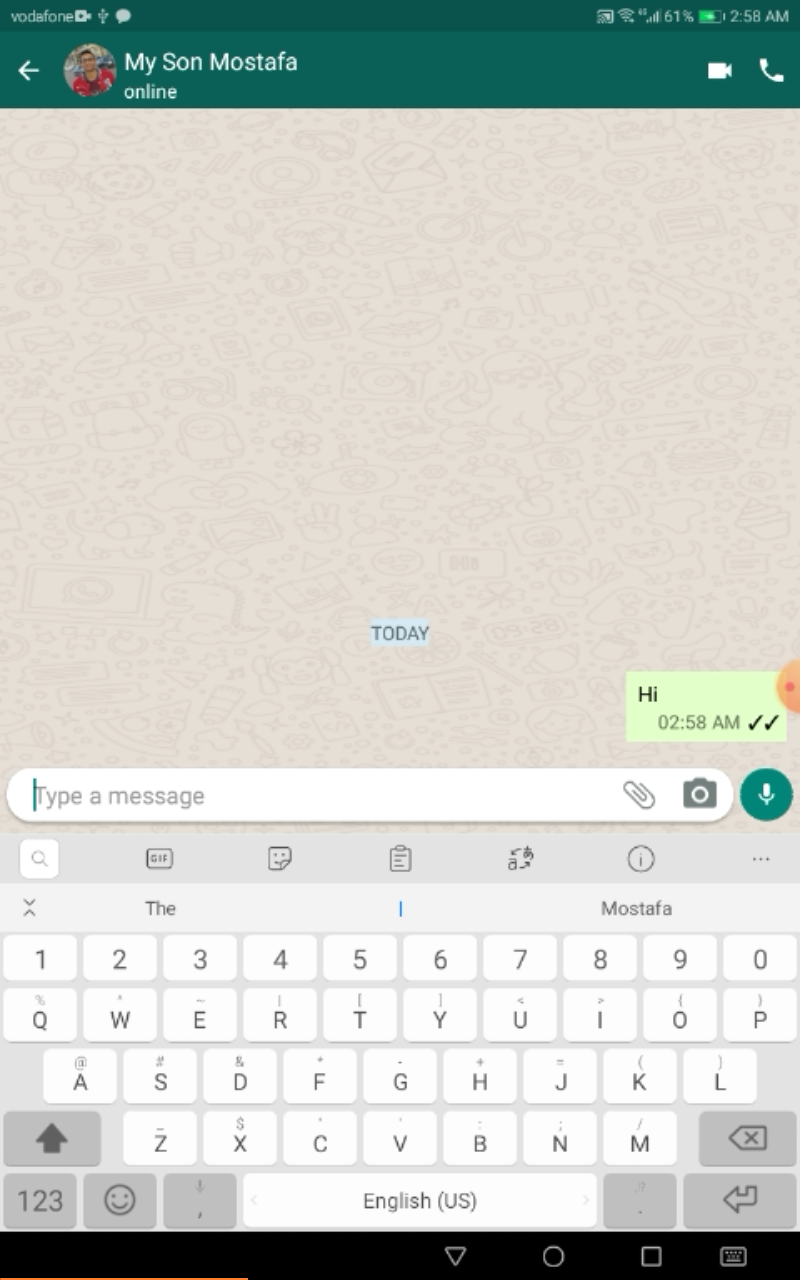 vodafone 4G 61% 2:58 AM
My Son Mostafa
online
TODAY
Hi
02:58 AM
Type a message
GIF
The I Mostafa
1 2 3 4 5 6 7 8 9 0
% ^ ~ | [ ] < > { }
Q W E R T Y U I O P
@ # & * - + = ( )
A S D F G H J K L
_ $ " ' : ; /
Z X C V B N M
123 , English (US) .